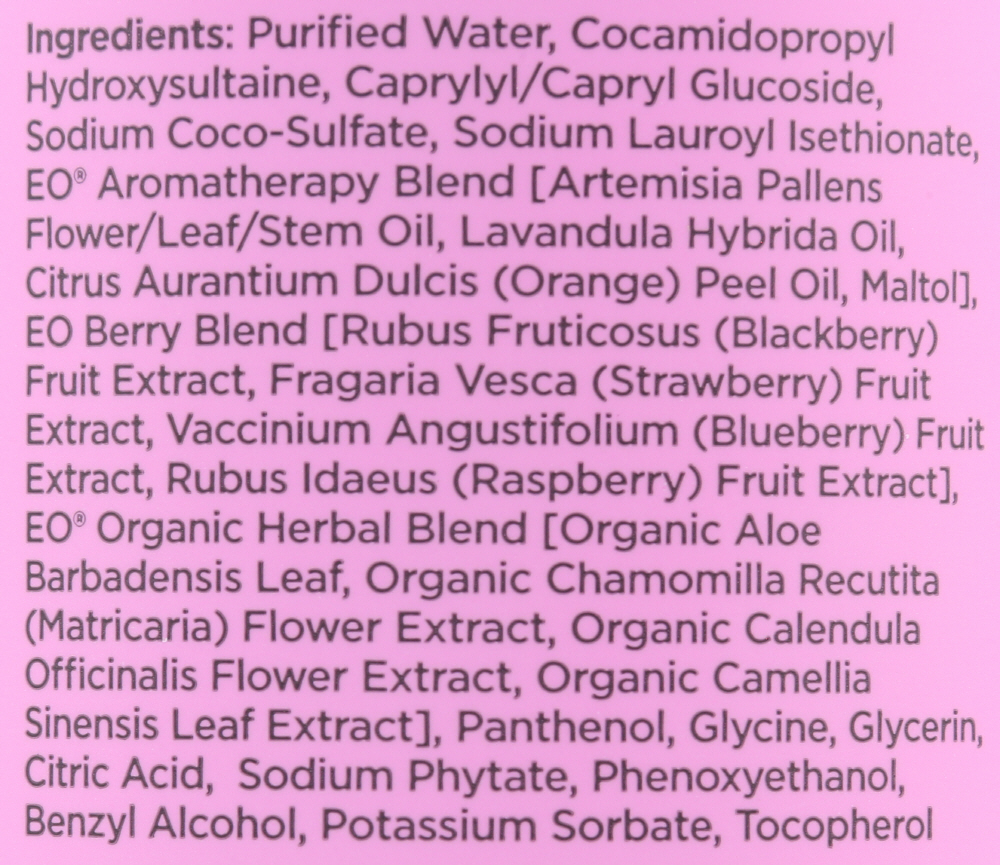 Ingredients: Purified Water, Cocamidopropyl
Hydroxysultaine, Caprylyl/Capryl Glucoside,
Sodium Coco-Sulfate, Sodium Lauroyl Isethionate,
EO® Aromatherapy Blend [Artemisia Pallens
Flower/Leaf/Stem Oil, Lavandula Hybrida Oil,
Citrus Aurantium Dulcis (Orange) Peel Oil, Maltol],
EO Berry Blend [Rubus Fruticosus (Blackberry)
Fruit Extract, Fragaria Vesca (Strawberry) Fruit
Extract, Vaccinium Angustifolium (Blueberry) Fruit
Extract, Rubus Idaeus (Raspberry) Fruit Extract],
EO® Organic Herbal Blend [Organic Aloe
Barbadensis Leaf, Organic Chamomilla Recutita
(Matricaria) Flower Extract, Organic Calendula
Officinalis Flower Extract, Organic Camellia
Sinensis Leaf Extract], Panthenol, Glycine, Glycerin,
Citric Acid, Sodium Phytate, Phenoxyethanol,
Benzyl Alcohol, Potassium Sorbate, Tocopherol